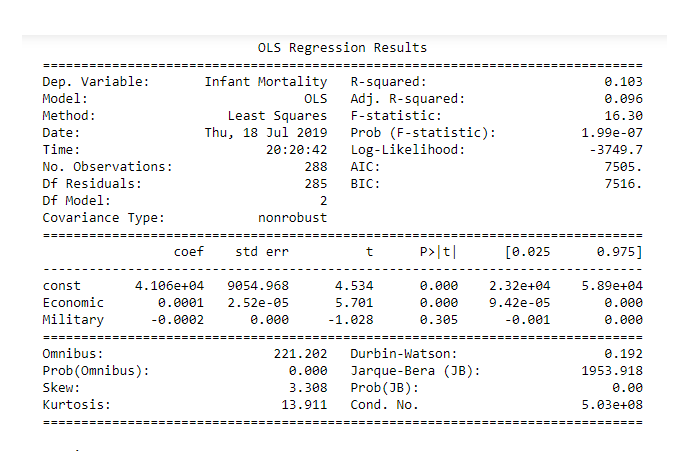 OLS Regression Results
==============================================================================
Dep. Variable: Infant Mortality R-squared: 0.103
Model: OLS Adj. R-squared: 0.096
Method: Least Squares F-statistic: 16.30
Date: Thu, 18 Jul 2019 Prob (F-statistic): 1.99e-07
Time: 20:20:42 Log-Likelihood: -3749.7
No. Observations: 288 AIC: 7505.
Df Residuals: 285 BIC: 7516.
Df Model: 2
Covariance Type: nonrobust
==============================================================================
coef std err t P>|t| [0.025 0.975]
------------------------------------------------------------------------------
const 4.106e+04 9054.968 4.534 0.000 2.32e+04 5.89e+04
Economic 0.0001 2.52e-05 5.701 0.000 9.42e-05 0.000
Military -0.0002 0.000 -1.028 0.305 -0.001 0.000
==============================================================================
Omnibus: 221.202 Durbin-Watson: 0.192
Prob(Omnibus): 0.000 Jarque-Bera (JB): 1953.918
Skew: 3.308 Prob(JB): 0.00
Kurtosis: 13.911 Cond. No. 5.03e+08
==============================================================================